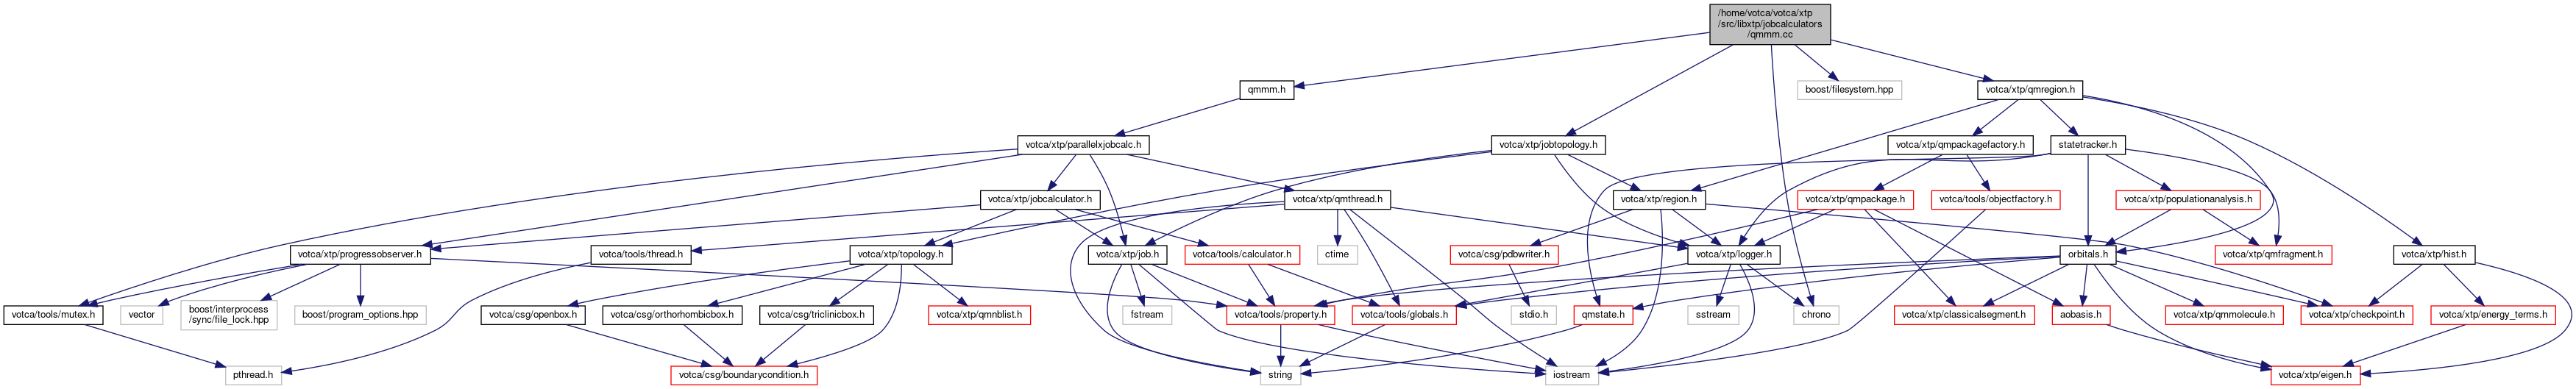 /home/votca/votca/xtp
/src/libxtp/jobcalculators
/qmmm.cc
qmmm.h
boost/filesystem.hpp
votca/xtp/qmregion.h
votca/xtp/parallelxjobcalc.h
votca/xtp/jobtopology.h
votca/xtp/qmpackagefactory.h
statetracker.h
votca/xtp/jobcalculator.h
votca/xtp/qmthread.h
votca/xtp/region.h
votca/xtp/qmpackage.h
votca/tools/objectfactory.h
votca/xtp/populationanalysis.h
votca/xtp/progressobserver.h
votca/tools/thread.h
votca/xtp/topology.h
votca/xtp/job.h
votca/tools/calculator.h
ctime
votca/csg/pdbwriter.h
votca/xtp/logger.h
orbitals.h
votca/xtp/qmfragment.h
votca/xtp/hist.h
votca/tools/mutex.h
vector
boost/interprocess
/sync/file_lock.hpp
boost/program_options.hpp
votca/csg/openbox.h
votca/csg/orthorhombicbox.h
votca/csg/triclinicbox.h
votca/xtp/qmnblist.h
fstream
votca/tools/property.h
votca/tools/globals.h
stdio.h
qmstate.h
sstream
chrono
votca/xtp/classicalsegment.h
aobasis.h
votca/xtp/qmmolecule.h
votca/xtp/checkpoint.h
votca/xtp/energy_terms.h
pthread.h
votca/csg/boundarycondition.h
string
iostream
votca/xtp/eigen.h